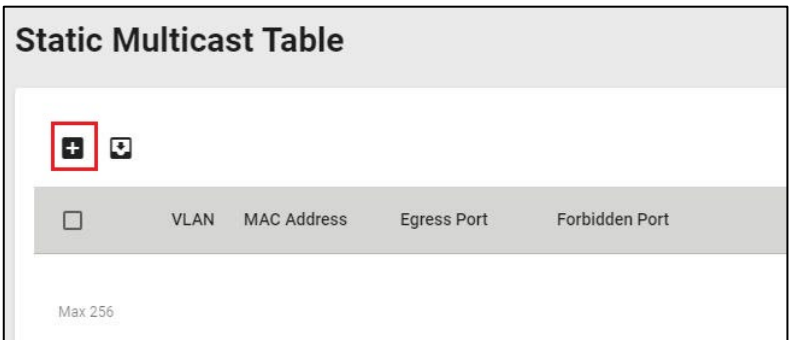 Static Multicast Table
VLAN MAC Address Egress Port Forbidden Port
Max 256